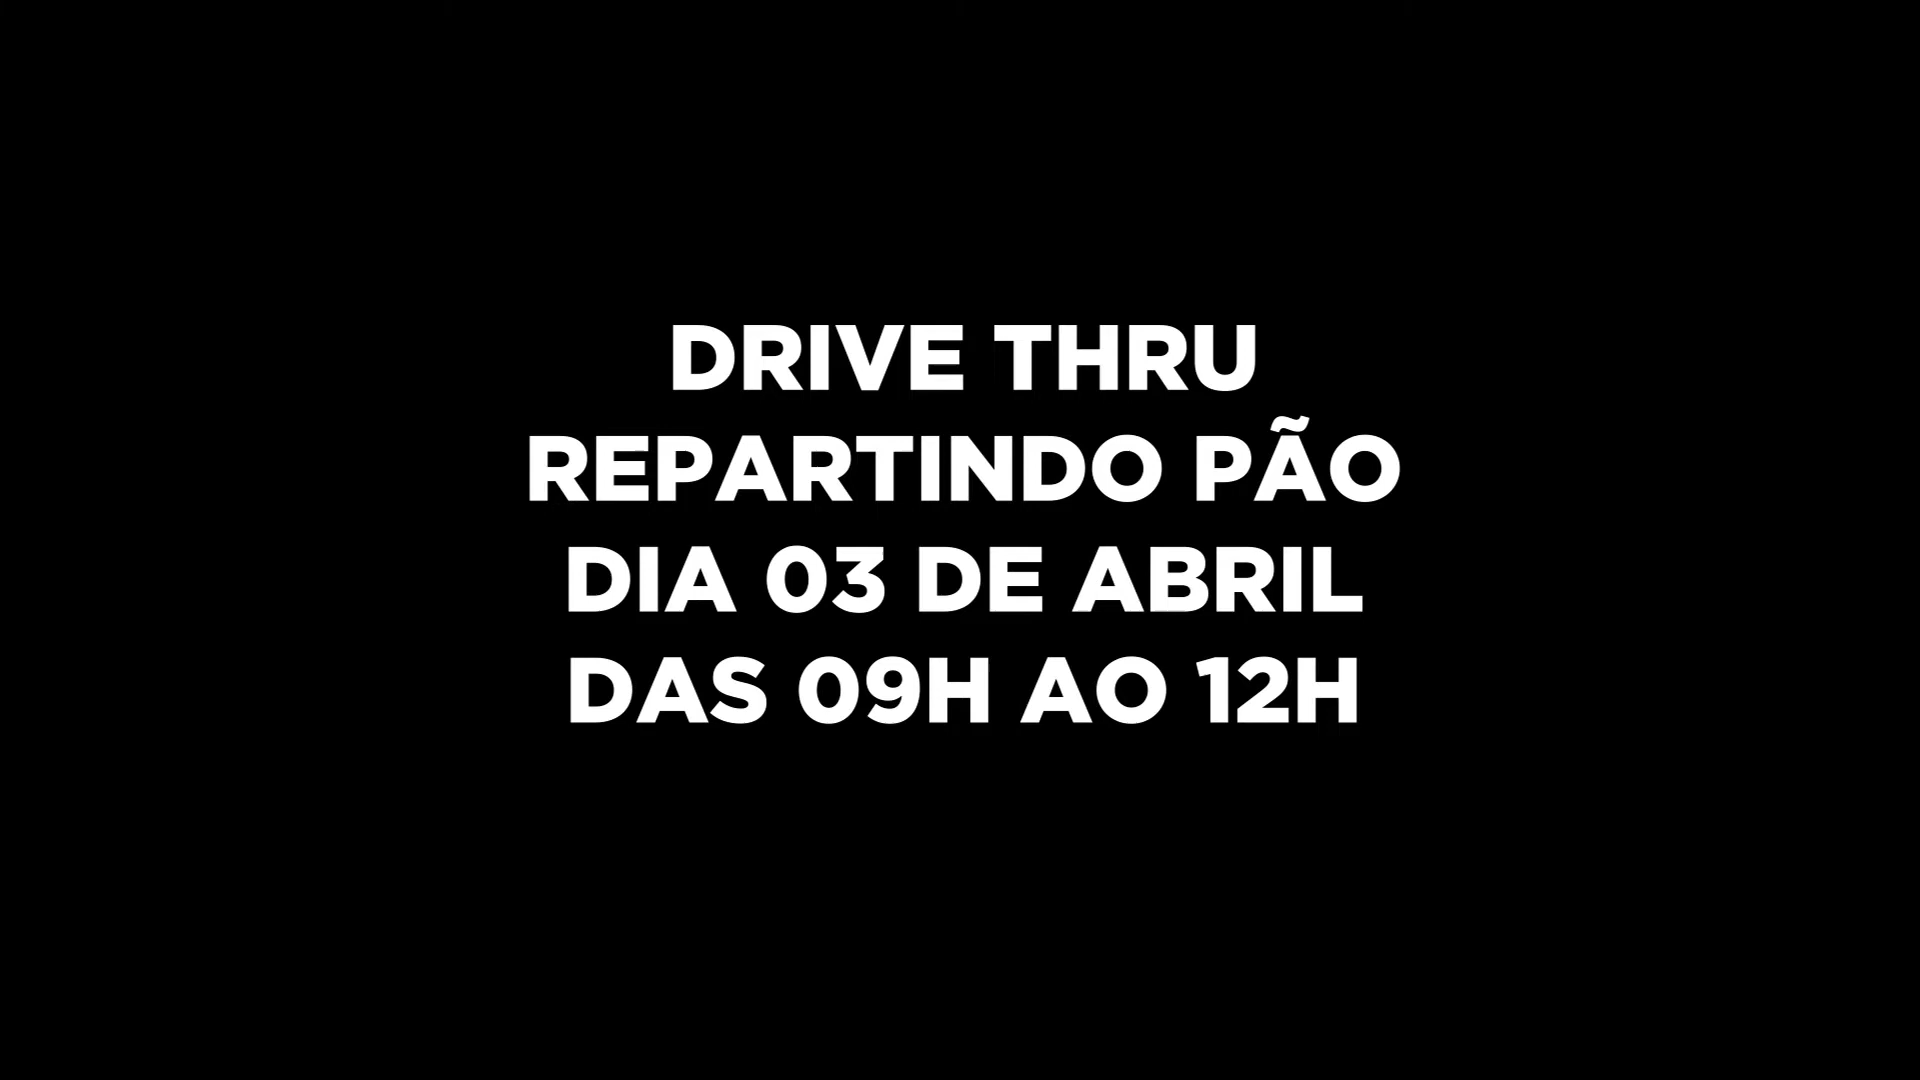 DRIVE THRU
REPARTINDO PÃO
DIA 03 DE ABRIL
DAS 09H AO 12H